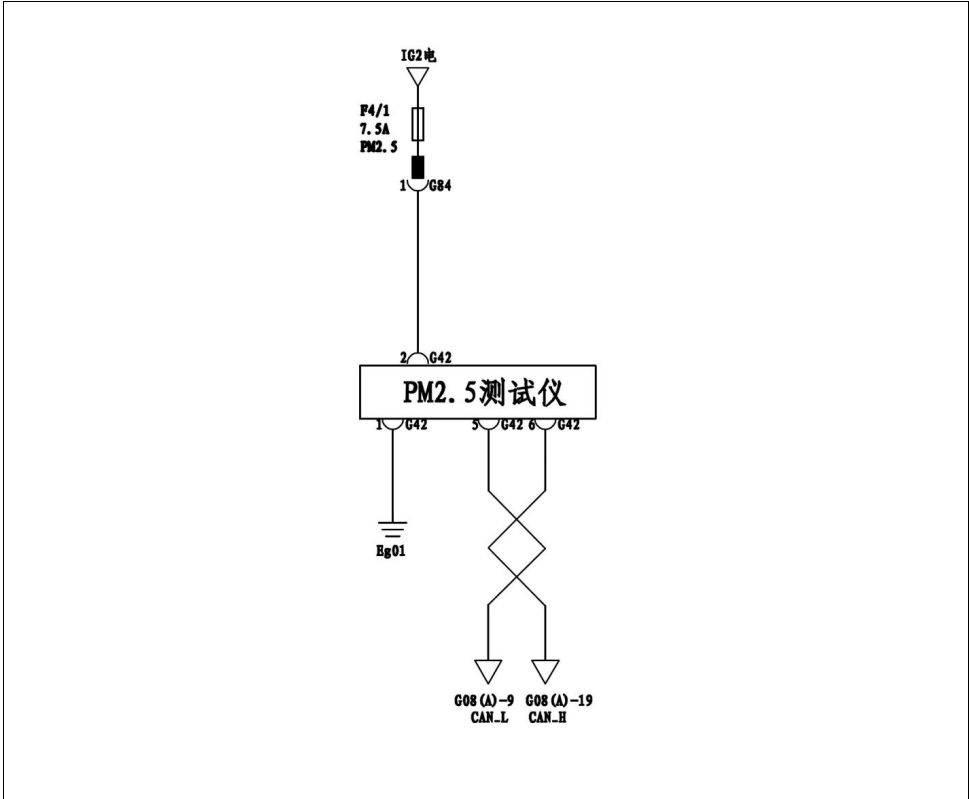 IG2电
F4/1
7.5A
PM2.5
1 G84
2 G42
PM2.5测试仪
1 G42 5 G42 6 G42
Eg01
G08(A)-9 G08(A)-19
CAN_L CAN_H